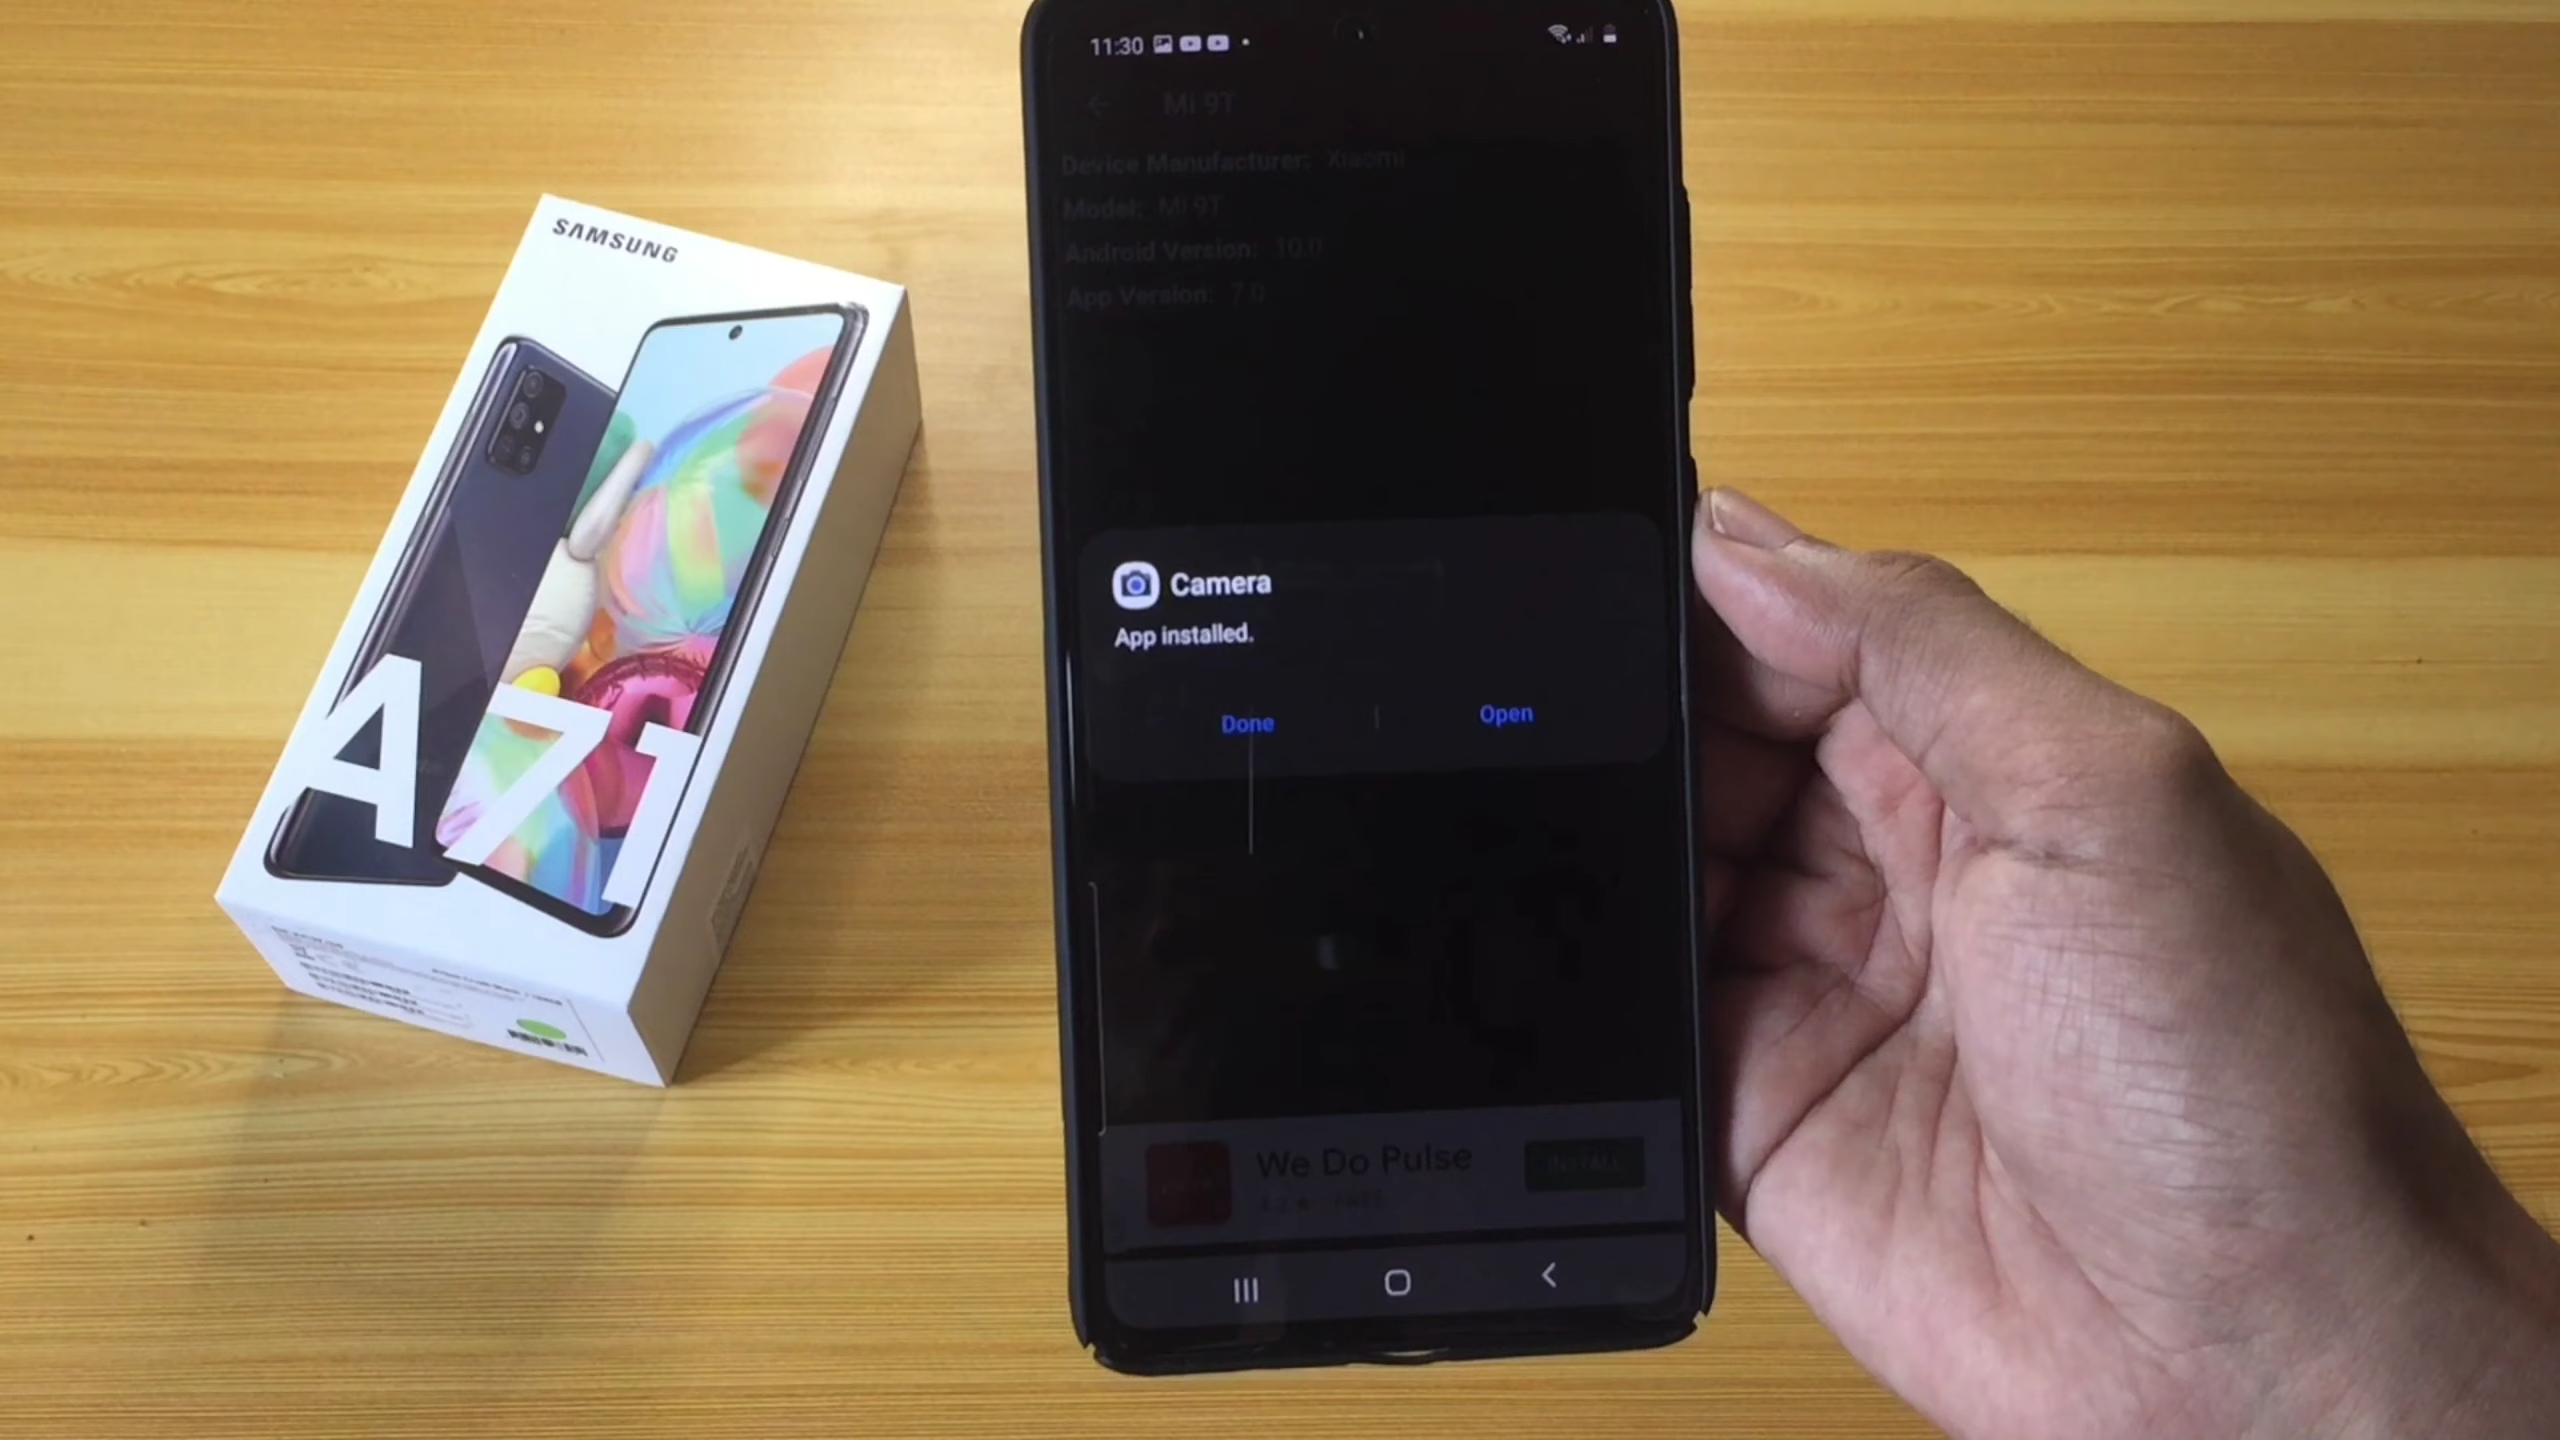 SAMSUNG
A71
11:30
Mi 9T
Device Manufacturer: Xiaomi
Model: Mi 9T
Android Version: 10.0
App Version: 7.0
Camera
App installed.
Done
Open
We Do Pulse
INSTALL